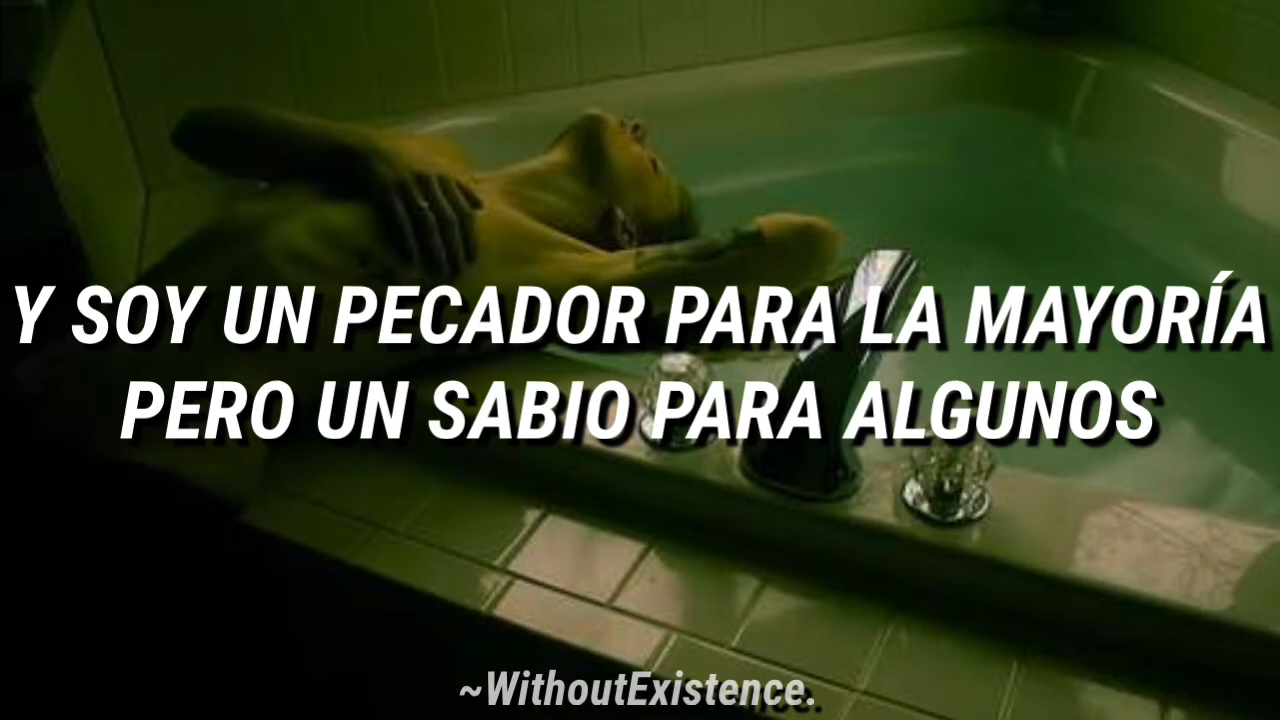 Y SOY UN PECADOR PARA LA MAYORÍA
PERO UN SABIO PARA ALGUNOS
~WithoutExistence.